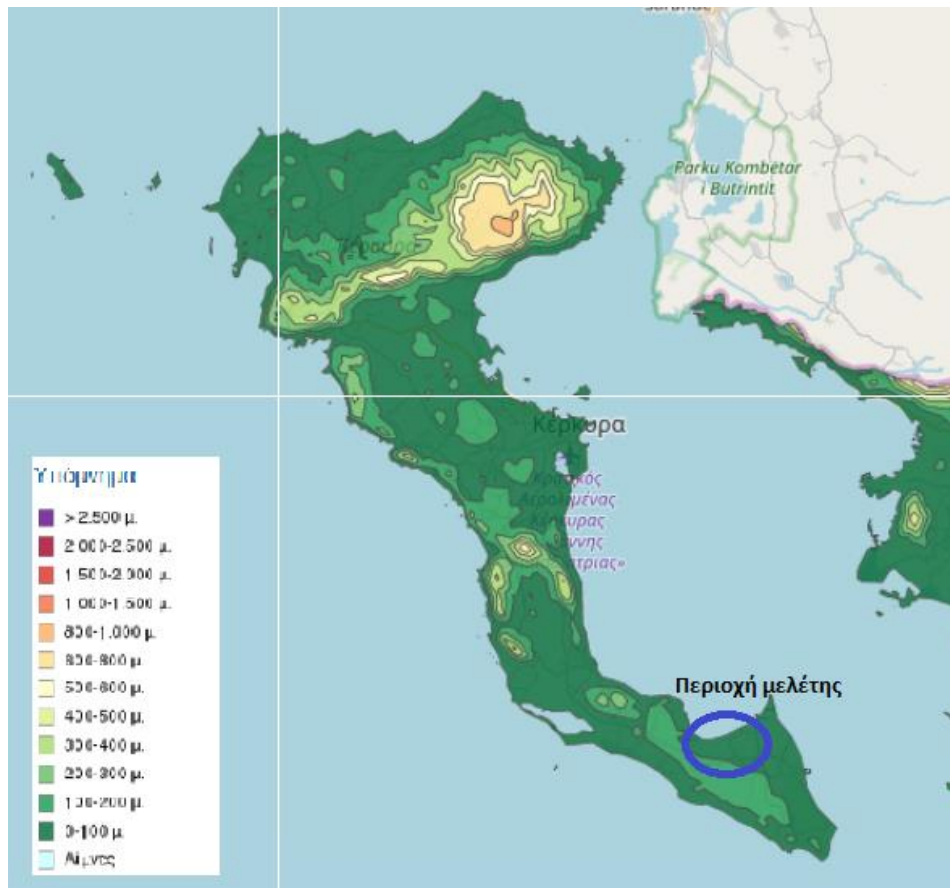 Parku Kombëtar
i Butrintit
Κέρκυρα
Κρατικός
Αερολιμένας
Κέρκυρας
Υπόμνημα
> 2.500 μ.
2 000-2.500 μ.
1 500-2.000 μ.
1 000-1.500 μ.
800-1.000 μ.
600-800 μ
500-600 μ.
400-500 μ.
300-400 μ.
200-300 μ.
100-200 μ.
0-100 μ.
Λίμνες
Περιοχή μελέτης